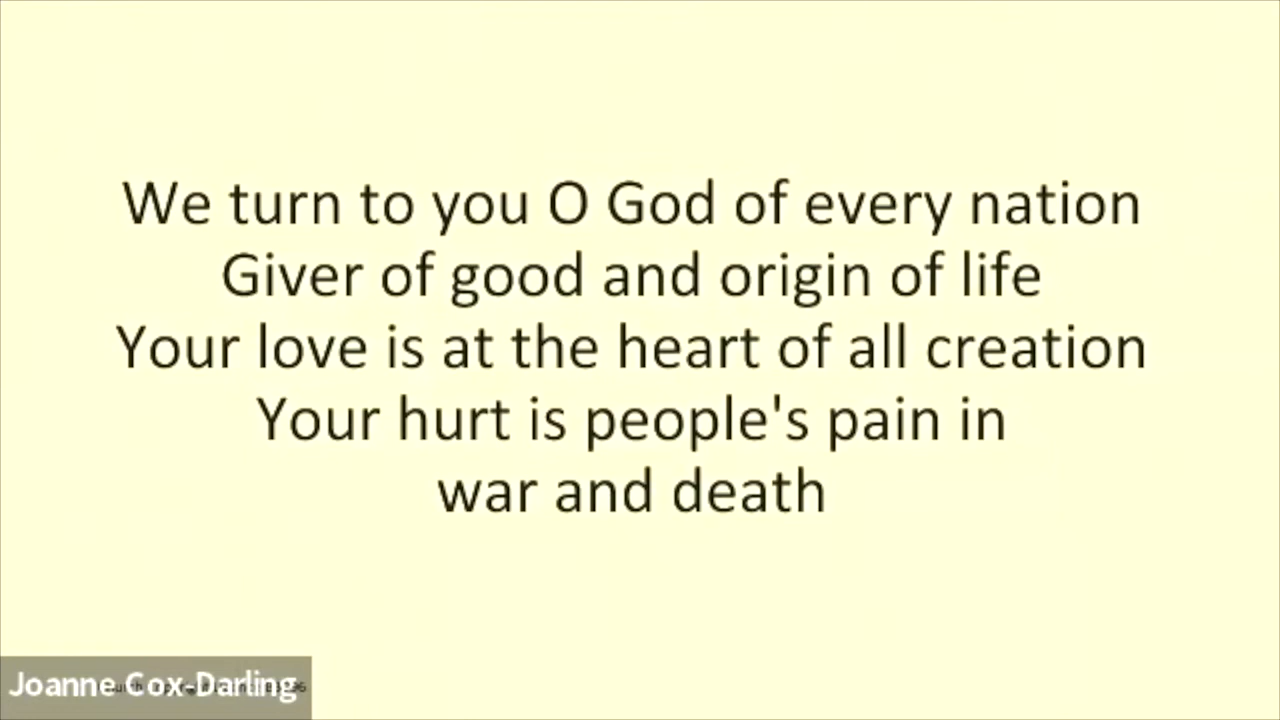 We turn to you O God of every nation
Giver of good and origin of life
Your love is at the heart of all creation
Your hurt is people's pain in
war and death
Joanne Cox-Darling